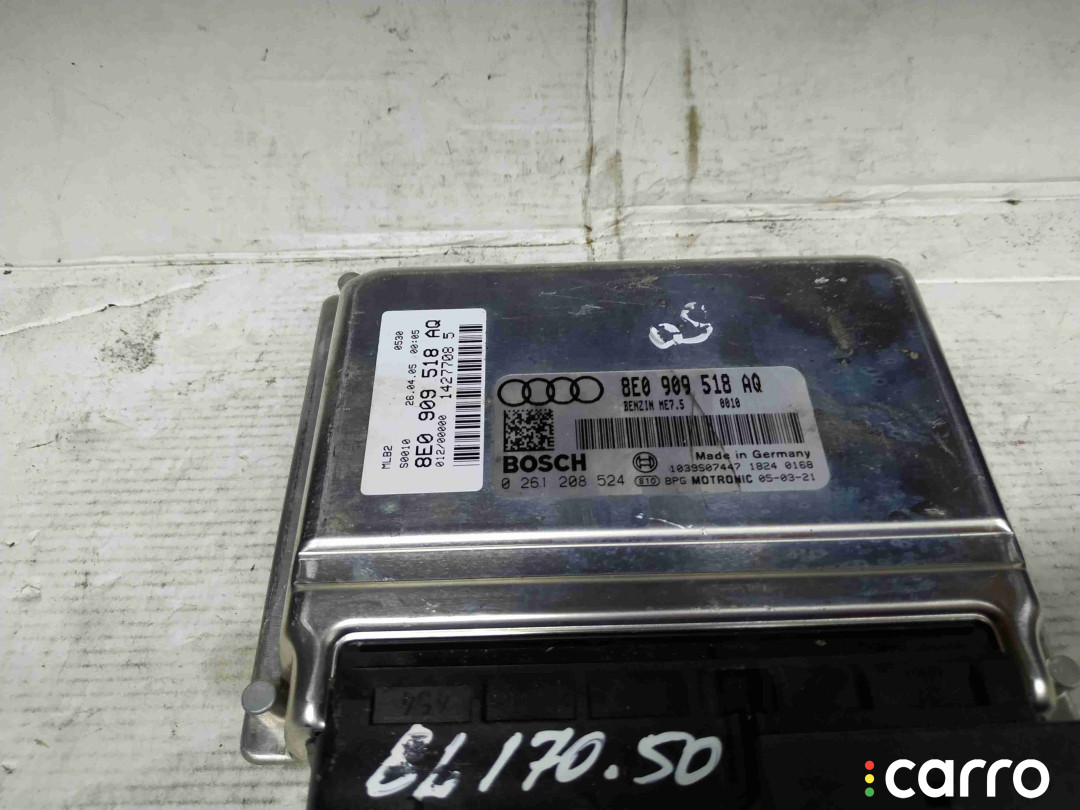 MLB2 0530
S0010 26.04.05 00:05
8E0 909 518 AQ
012/00000 1427708 5
8E0 909 518 AQ
BENZIN ME7.5 0010
BOSCH
Made in Germany
1039S07447 1824 0168
0 261 208 524 BPG MOTRONIC 05-03-21
454
170.50
carro